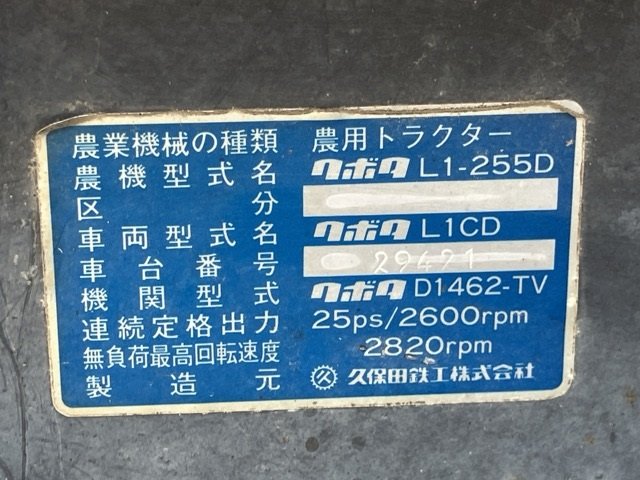 農業機械の種類 農用トラクター
農機型式名 クボタ L1-255D
区分
車両型式名 クボタ L1CD
車台番号 29421
機関型式 クボタ D1462-TV
連続定格出力 25ps/2600rpm
無負荷最高回転速度 2820rpm
製造元 久保田鉄工株式会社